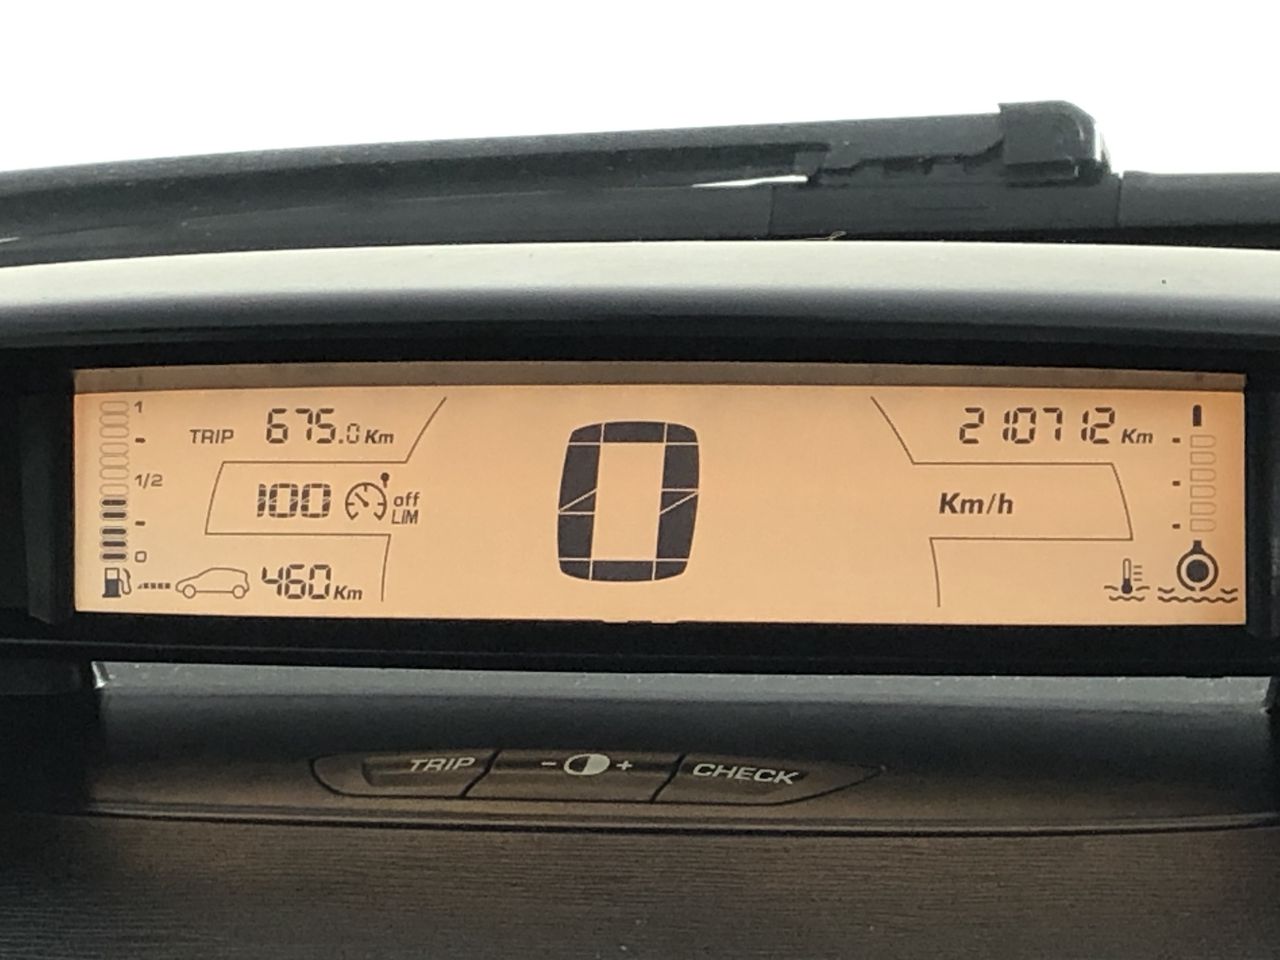 1
TRIP 675.0 Km
1/2
100 off
LIM
0
460 Km
0
210712 Km
Km/h
TRIP - + CHECK